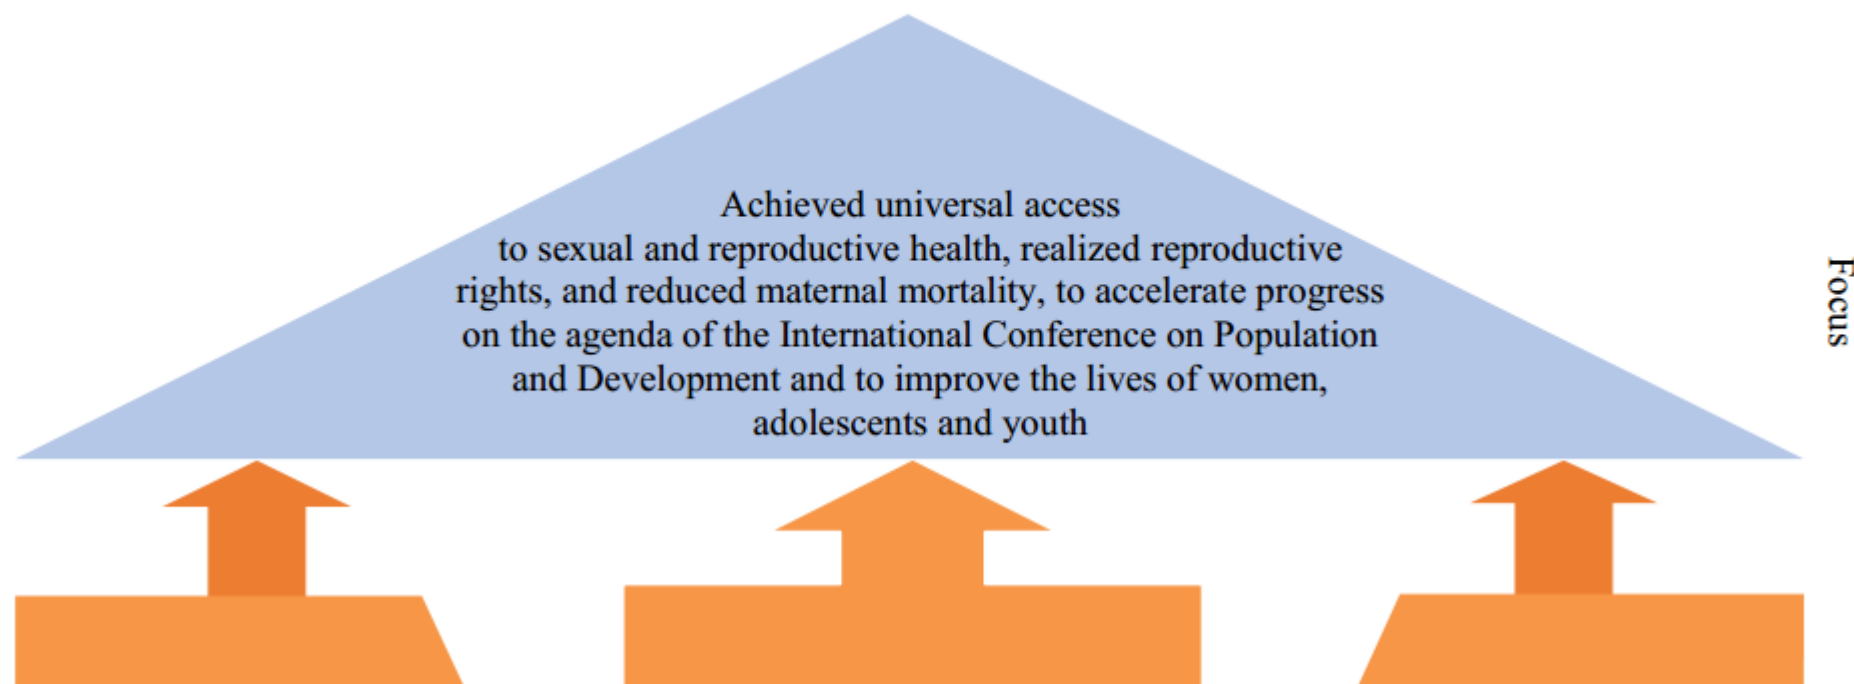 Achieved universal access
to sexual and reproductive health, realized reproductive
rights, and reduced maternal mortality, to accelerate progress
on the agenda of the International Conference on Population
and Development and to improve the lives of women,
adolescents and youth
Focus